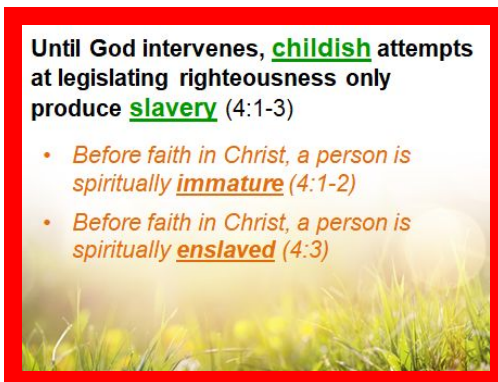 Until God intervenes, childish attempts
at legislating righteousness only
produce slavery (4:1-3)
• Before faith in Christ, a person is
spiritually immature (4:1-2)
• Before faith in Christ, a person is
spiritually enslaved (4:3)